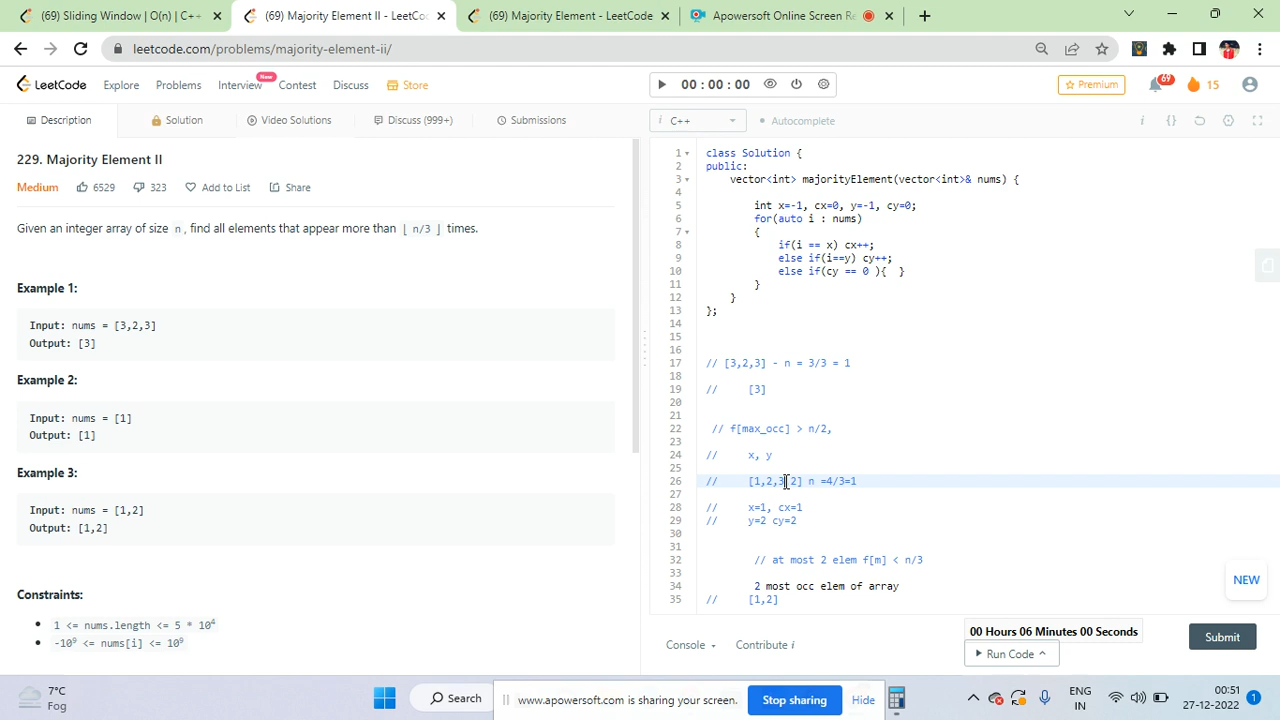 (69) Sliding Window | O(n) | C++
(69) Majority Element II - LeetCo
(69) Majority Element - LeetCode
Apowersoft Online Screen Re
leetcode.com/problems/majority-element-ii/
LeetCode
Explore
Problems
Interview
New
Contest
Discuss
Store
00 : 00 : 00
Premium
69
15
Description
Solution
Video Solutions
Discuss (999+)
Submissions
i C++
Autocomplete
229. Majority Element II
Medium
6529
323
Add to List
Share
Given an integer array of size n, find all elements that appear more than ⌊ n/3 ⌋ times.
Example 1:
Input: nums = [3,2,3]
Output: [3]
Example 2:
Input: nums = [1]
Output: [1]
Example 3:
Input: nums = [1,2]
Output: [1,2]
Constraints:
1 <= nums.length <= 5 * 10⁴
-10⁹ <= nums[i] <= 10⁹
1 class Solution {
2 public:
3 vector<int> majorityElement(vector<int>& nums) {
4
5 int x=-1, cx=0, y=-1, cy=0;
6 for(auto i : nums)
7 {
8 if(i == x) cx++;
9 else if(i==y) cy++;
10 else if(cy == 0 ){ }
11 }
12 }
13 };
14
15
16
17 // [3,2,3] - n = 3/3 = 1
18
19 // [3]
20
21
22 // f[max_occ] > n/2,
23
24 // x, y
25
26 // [1,2,3,2] n =4/3=1
27
28 // x=1, cx=1
29 // y=2 cy=2
30
31
32 // at most 2 elem f[m] < n/3
33
34 2 most occ elem of array
35 // [1,2]
NEW
Console
Contribute i
00 Hours 06 Minutes 00 Seconds
Run Code
Submit
7°C
Fog
Search
www.apowersoft.com is sharing your screen.
Stop sharing
Hide
ENG
IN
00:51
27-12-2022
1